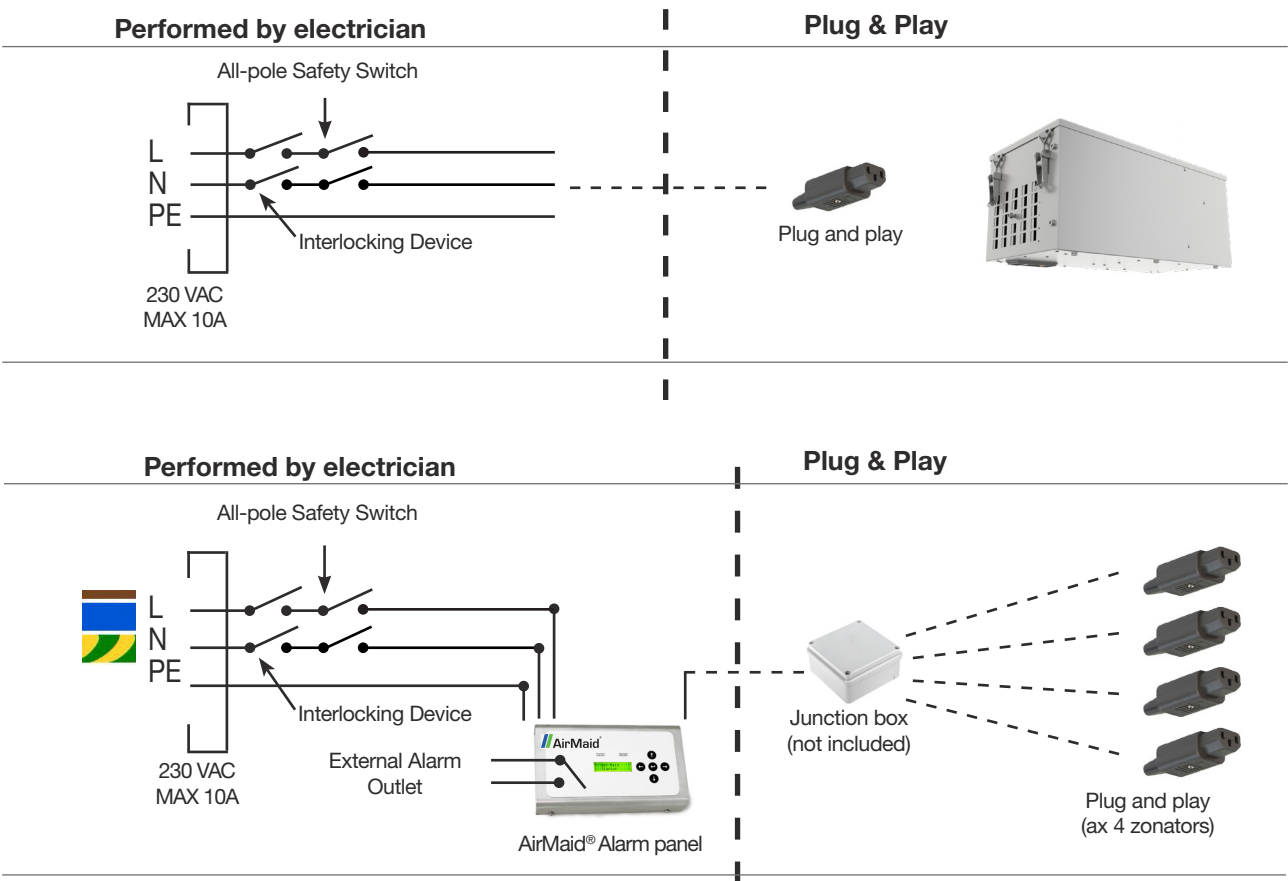 Performed by electrician
Plug & Play
All-pole Safety Switch
L
N
PE
Interlocking Device
230 VAC
MAX 10A
Plug and play
Performed by electrician
Plug & Play
All-pole Safety Switch
L
N
PE
Interlocking Device
230 VAC
MAX 10A
External Alarm
Outlet
AirMaid®
AirMaid® Alarm panel
Junction box
(not included)
Plug and play
(ax 4 zonators)